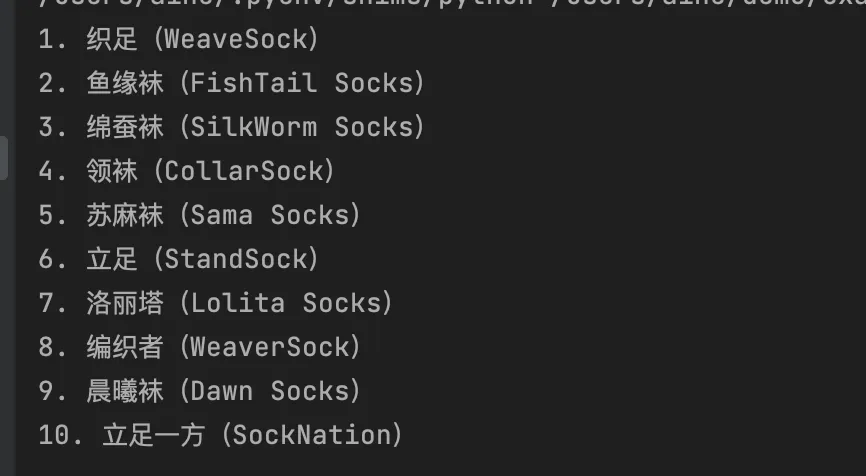 1. 织足（WeaveSock）
2. 鱼缘袜（FishTail Socks）
3. 绵蚕袜（SilkWorm Socks）
4. 领袜（CollarSock）
5. 苏麻袜（Sama Socks）
6. 立足（StandSock）
7. 洛丽塔（Lolita Socks）
8. 编织者（WeaverSock）
9. 晨曦袜（Dawn Socks）
10. 立足一方（SockNation）